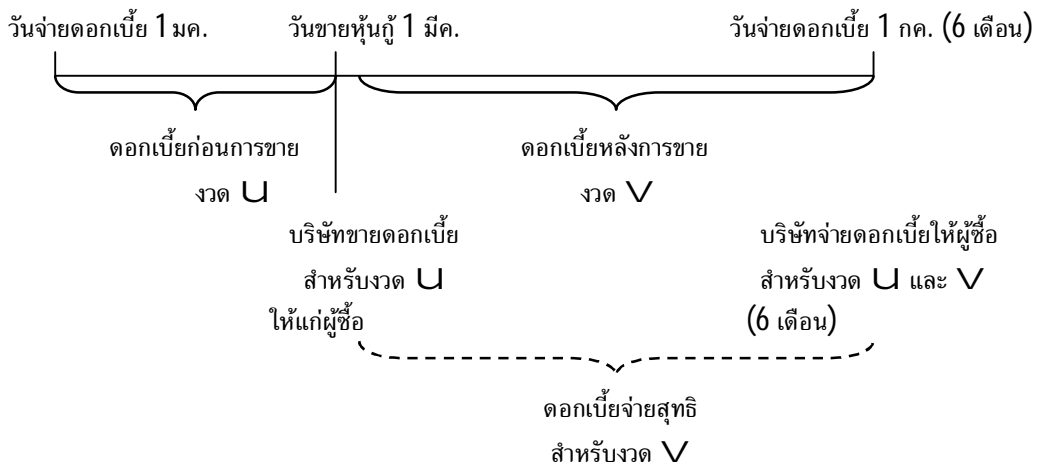 วันจ่ายดอกเบี้ย 1 มค. วันขายหุ้นกู้ 1 มีค. วันจ่ายดอกเบี้ย 1 กค. (6 เดือน)
ดอกเบี้ยก่อนการขาย ดอกเบี้ยหลังการขาย
งวด U งวด V
บริษัทขายดอกเบี้ย บริษัทจ่ายดอกเบี้ยให้ผู้ซื้อ
สำหรับงวด U สำหรับงวด U และ V
ให้แก่ผู้ซื้อ (6 เดือน)
ดอกเบี้ยจ่ายสุทธิ
สำหรับงวด V